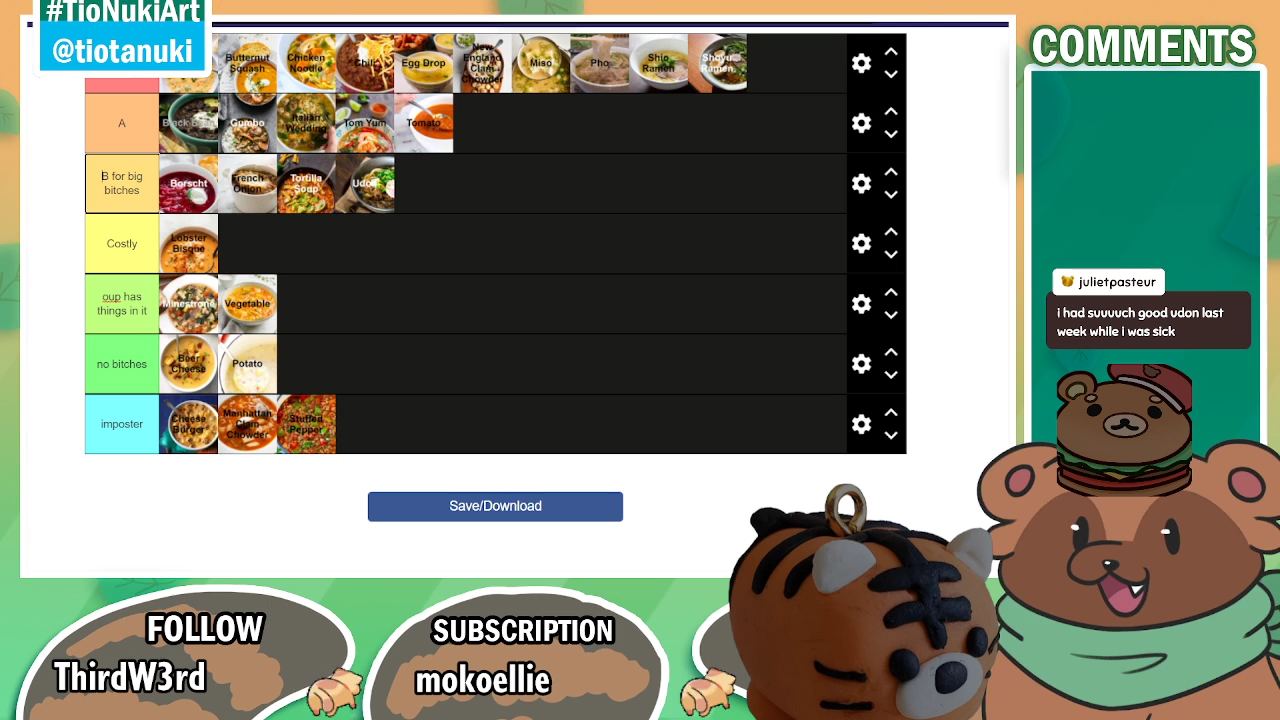 #TioNukiArt
@tiotanuki
COMMENTS
Butternut
Squash
Chicken
Noodle
Chili
Egg Drop
New
England
Clam
Chowder
Miso
Pho
Shio
Ramen
Shoyu
Ramen
A
Black Bean
Gumbo
Italian
Wedding
Tom Yum
Tomato
B for big
bitches
Borscht
French
Onion
Tortilla
Soup
Udon
Costly
Lobster
Bisque
oup has
things in it
Minestrone
Vegetable
no bitches
Beer
Cheese
Potato
imposter
Cheese
Burger
Manhattan
Clam
Chowder
Stuffed
Pepper
Save/Download
julietpasteur
i had suuuuch good udon last
week while i was sick
FOLLOW
ThirdW3rd
SUBSCRIPTION
mokoellie